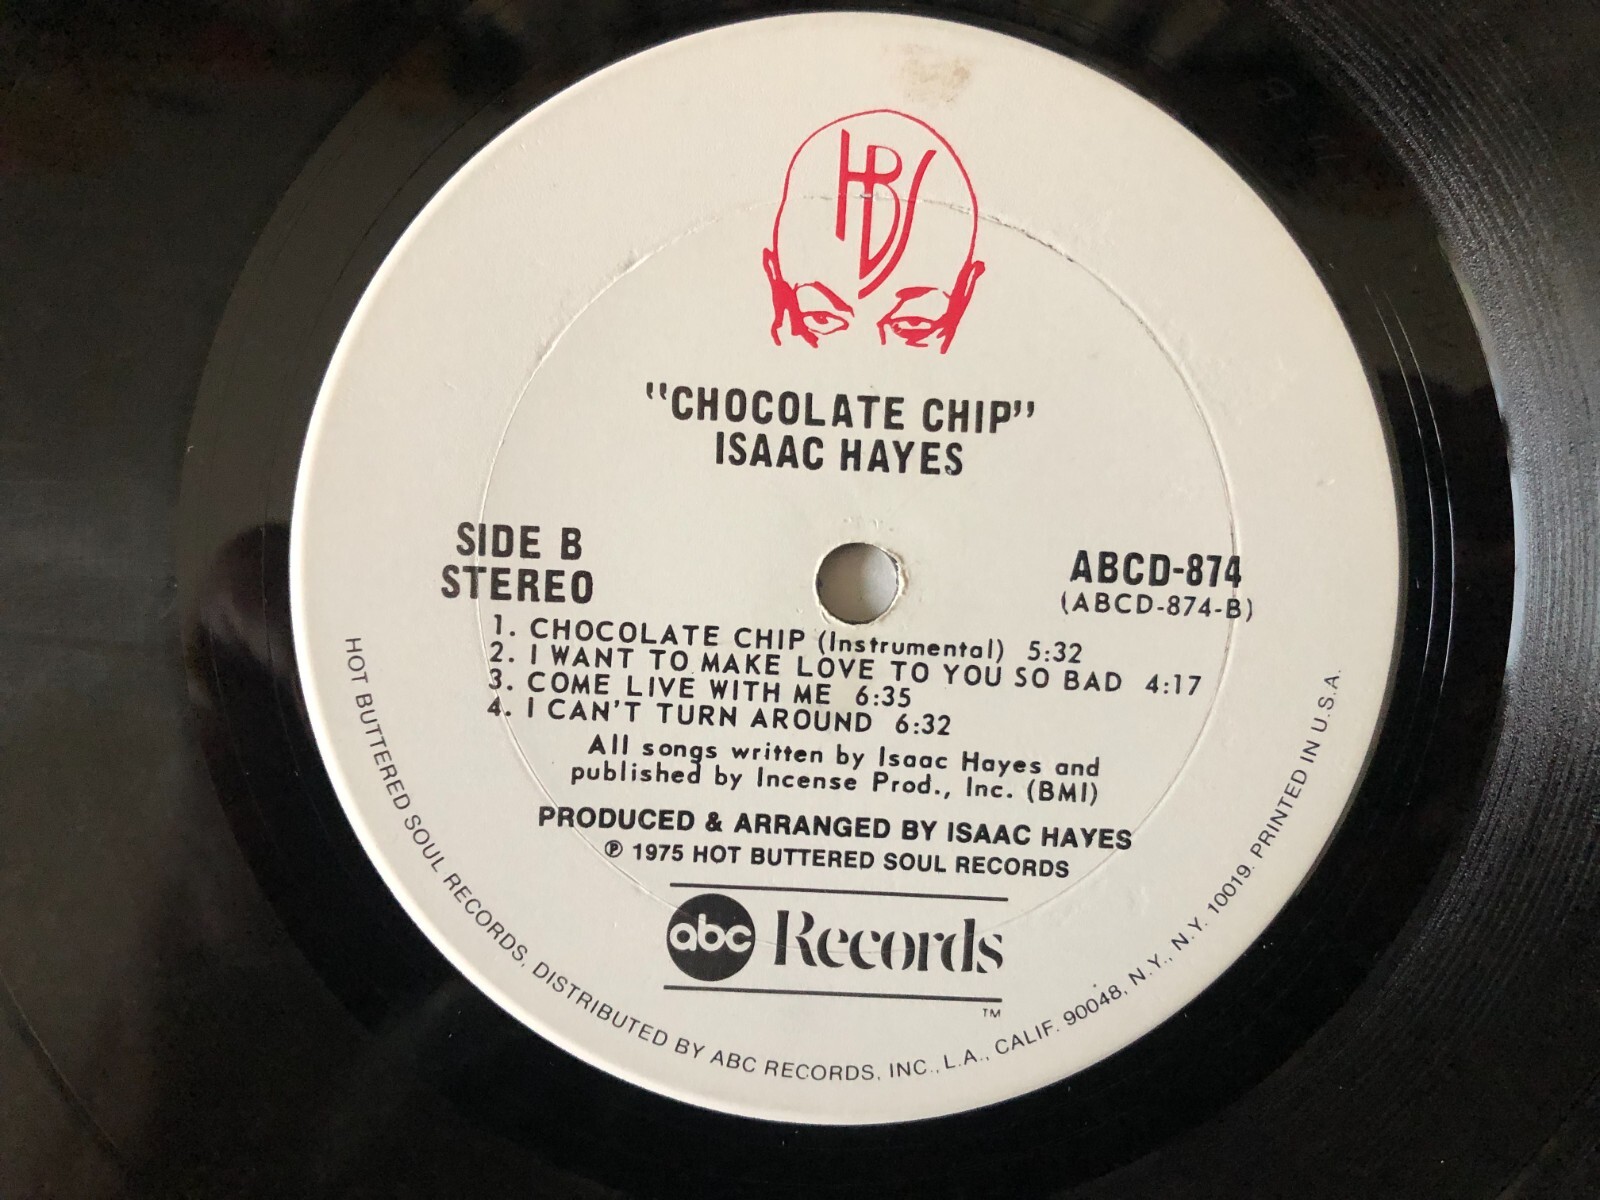 HBS
"CHOCOLATE CHIP"
ISAAC HAYES
SIDE B
STEREO
ABCD-874
(ABCD-874-B)
1. CHOCOLATE CHIP (Instrumental) 5:32
2. I WANT TO MAKE LOVE TO YOU SO BAD 4:17
3. COME LIVE WITH ME 6:35
4. I CAN'T TURN AROUND 6:32
All songs written by Isaac Hayes and
published by Incense Prod., Inc. (BMI)
PRODUCED & ARRANGED BY ISAAC HAYES
℗ 1975 HOT BUTTERED SOUL RECORDS
abc Records
TM
HOT BUTTERED SOUL RECORDS, DISTRIBUTED BY ABC RECORDS, INC., L.A., CALIF. 90048, N.Y., N.Y. 10019. PRINTED IN U.S.A.